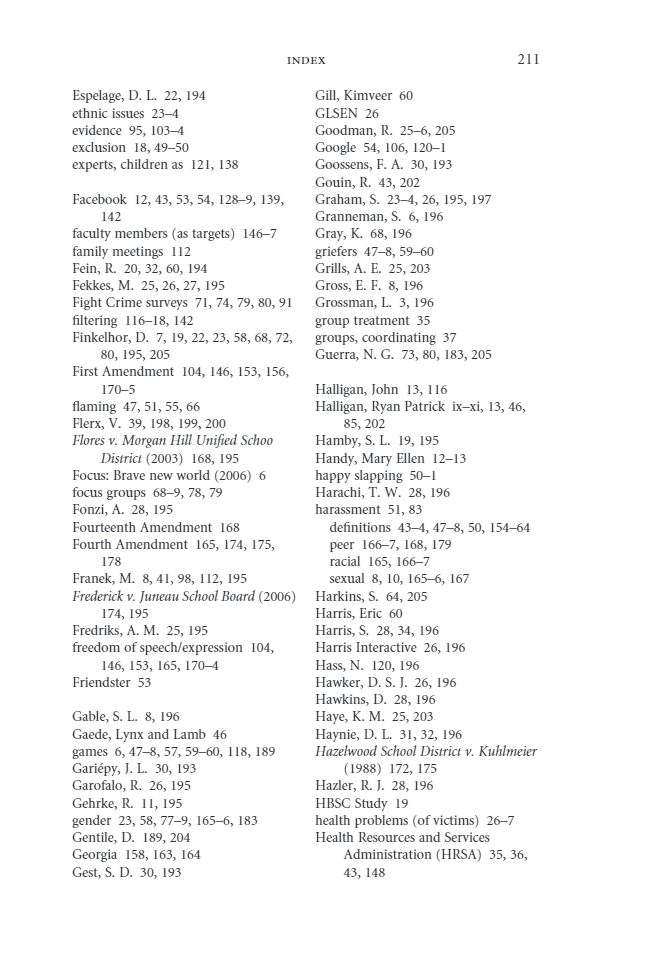 INDEX 211
Espelage, D. L. 22, 194
ethnic issues 23–4
evidence 95, 103–4
exclusion 18, 49–50
experts, children as 121, 138
Facebook 12, 43, 53, 54, 128–9, 139,
142
faculty members (as targets) 146–7
family meetings 112
Fein, R. 20, 32, 60, 194
Fekkes, M. 25, 26, 27, 195
Fight Crime surveys 71, 74, 79, 80, 91
filtering 116–18, 142
Finkelhor, D. 7, 19, 22, 23, 58, 68, 72,
80, 195, 205
First Amendment 104, 146, 153, 156,
170–5
flaming 47, 51, 55, 66
Flerx, V. 39, 198, 199, 200
Flores v. Morgan Hill Unified Schoo
District (2003) 168, 195
Focus: Brave new world (2006) 6
focus groups 68–9, 78, 79
Fonzi, A. 28, 195
Fourteenth Amendment 168
Fourth Amendment 165, 174, 175,
178
Franek, M. 8, 41, 98, 112, 195
Frederick v. Juneau School Board (2006)
174, 195
Fredriks, A. M. 25, 195
freedom of speech/expression 104,
146, 153, 165, 170–4
Friendster 53
Gable, S. L. 8, 196
Gaede, Lynx and Lamb 46
games 6, 47–8, 57, 59–60, 118, 189
Gariépy, J. L. 30, 193
Garofalo, R. 26, 195
Gehrke, R. 11, 195
gender 23, 58, 77–9, 165–6, 183
Gentile, D. 189, 204
Georgia 158, 163, 164
Gest, S. D. 30, 193
Gill, Kimveer 60
GLSEN 26
Goodman, R. 25–6, 205
Google 54, 106, 120–1
Goossens, F. A. 30, 193
Gouin, R. 43, 202
Graham, S. 23–4, 26, 195, 197
Granneman, S. 6, 196
Gray, K. 68, 196
griefers 47–8, 59–60
Grills, A. E. 25, 203
Gross, E. F. 8, 196
Grossman, L. 3, 196
group treatment 35
groups, coordinating 37
Guerra, N. G. 73, 80, 183, 205
Halligan, John 13, 116
Halligan, Ryan Patrick ix–xi, 13, 46,
85, 202
Hamby, S. L. 19, 195
Handy, Mary Ellen 12–13
happy slapping 50–1
Harachi, T. W. 28, 196
harassment 51, 83
definitions 43–4, 47–8, 50, 154–64
peer 166–7, 168, 179
racial 165, 166–7
sexual 8, 10, 165–6, 167
Harkins, S. 64, 205
Harris, Eric 60
Harris, S. 28, 34, 196
Harris Interactive 26, 196
Hass, N. 120, 196
Hawker, D. S. J. 26, 196
Hawkins, D. 28, 196
Haye, K. M. 25, 203
Haynie, D. L. 31, 32, 196
Hazelwood School District v. Kuhlmeier
(1988) 172, 175
Hazler, R. J. 28, 196
HBSC Study 19
health problems (of victims) 26–7
Health Resources and Services
Administration (HRSA) 35, 36,
43, 148